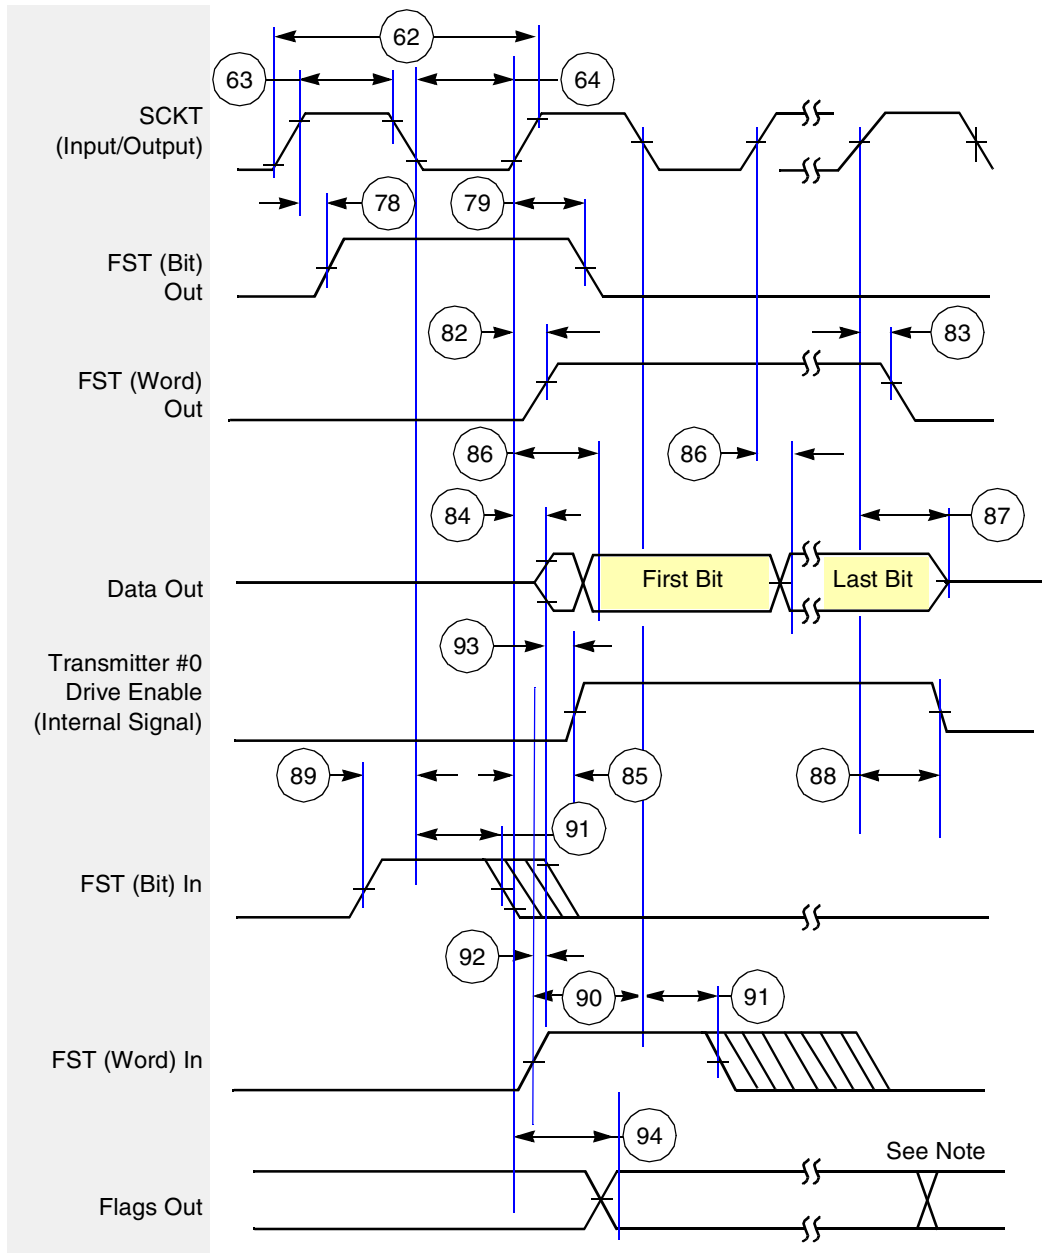 62
63
64
SCKT
(Input/Output)
78
79
FST (Bit)
Out
82
83
FST (Word)
Out
86
86
84
87
Data Out
First Bit
Last Bit
93
Transmitter #0
Drive Enable
(Internal Signal)
89
85
88
91
FST (Bit) In
92
90
91
FST (Word) In
94
See Note
Flags Out